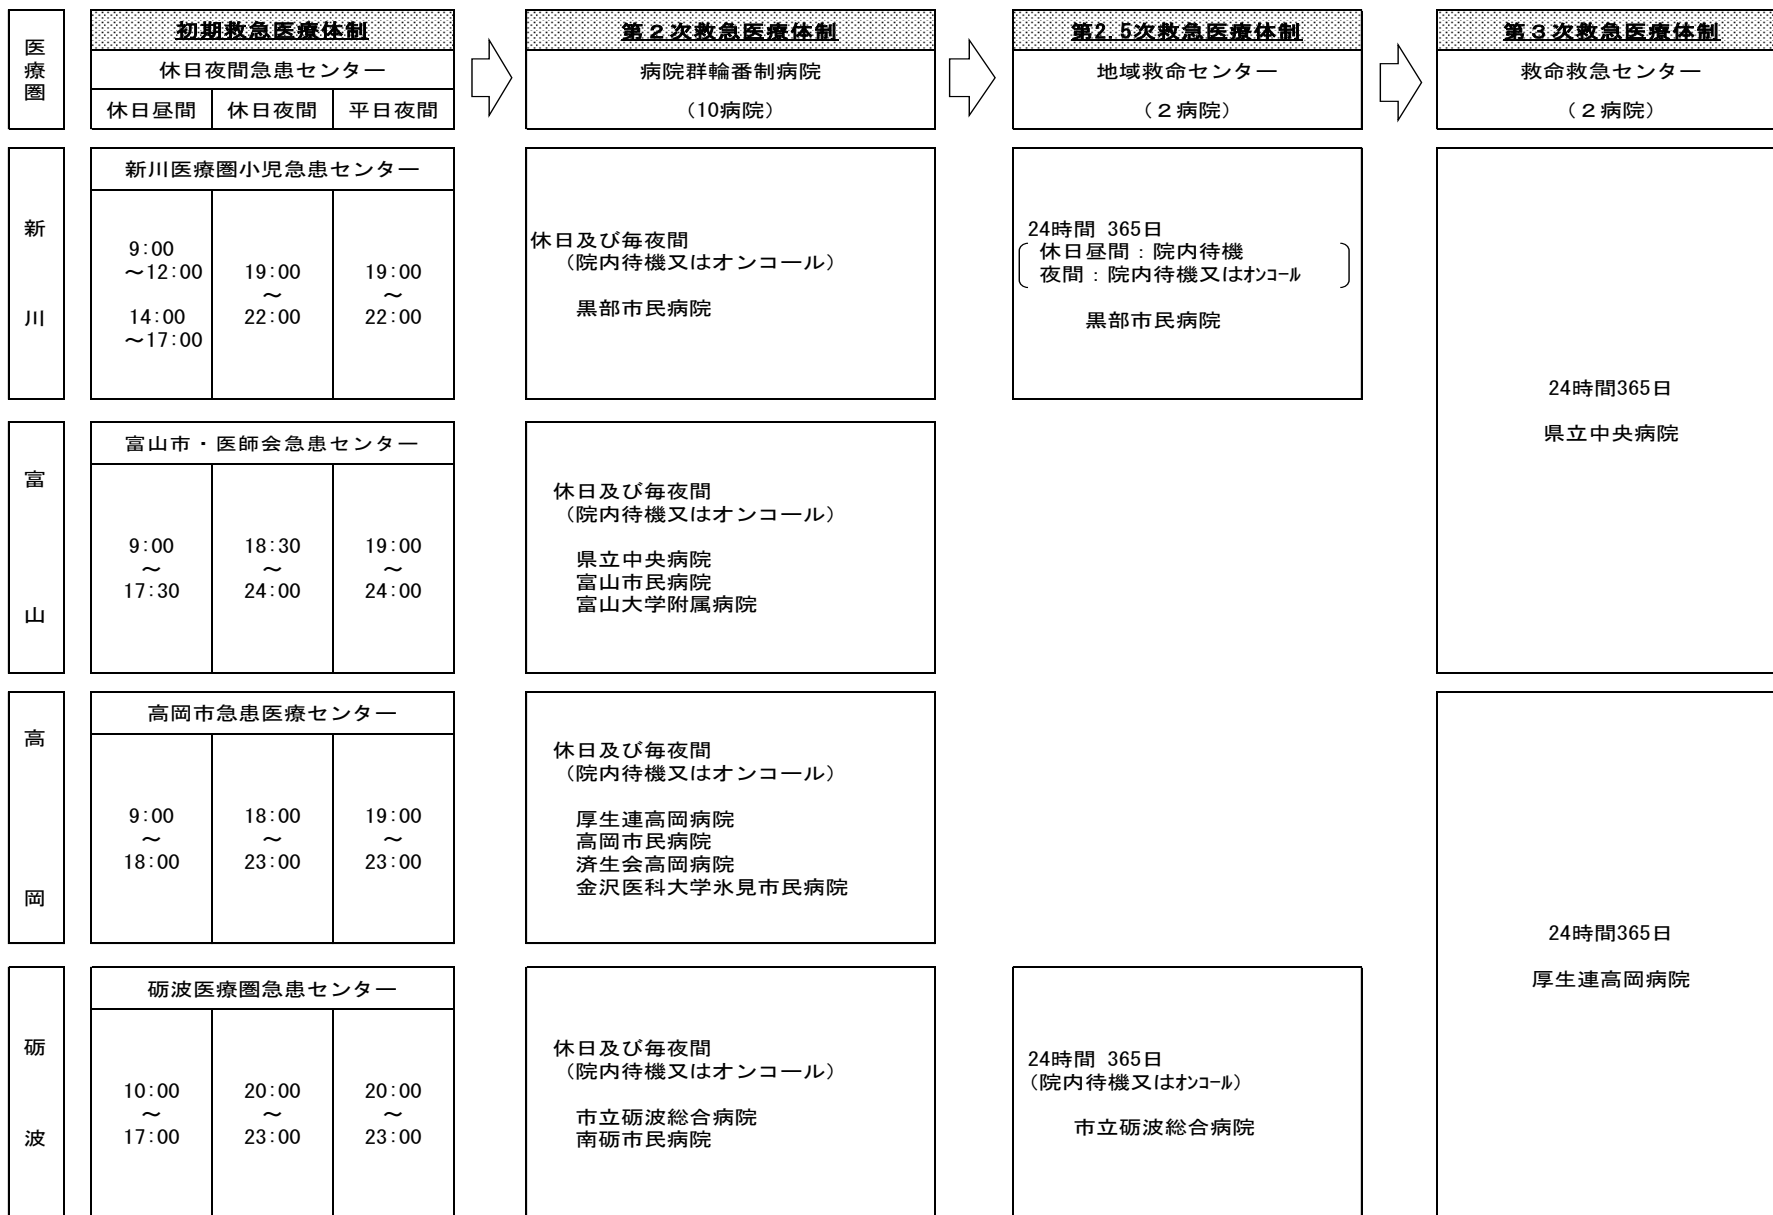 医
療
圏
初期救急医療体制
休日夜間急患センター
休日昼間 休日夜間 平日夜間
第２次救急医療体制
病院群輪番制病院
（10病院）
第2.5次救急医療体制
地域救命センター
（２病院）
第３次救急医療体制
救命救急センター
（２病院）
新
川
新川医療圏小児急患センター
9:00
～12:00
14:00
～17:00
19:00
～
22:00
19:00
～
22:00
休日及び毎夜間
（院内待機又はオンコール）
黒部市民病院
24時間 365日
休日昼間：院内待機
夜間：院内待機又はｵﾝｺｰﾙ
黒部市民病院
24時間365日
県立中央病院
富
山
富山市・医師会急患センター
9:00
～
17:30
18:30
～
24:00
19:00
～
24:00
休日及び毎夜間
（院内待機又はオンコール）
県立中央病院
富山市民病院
富山大学附属病院
高
岡
高岡市急患医療センター
9:00
～
18:00
18:00
～
23:00
19:00
～
23:00
休日及び毎夜間
（院内待機又はオンコール）
厚生連高岡病院
高岡市民病院
済生会高岡病院
金沢医科大学氷見市民病院
24時間365日
厚生連高岡病院
砺
波
砺波医療圏急患センター
10:00
～
17:00
20:00
～
23:00
20:00
～
23:00
休日及び毎夜間
（院内待機又はオンコール）
市立砺波総合病院
南砺市民病院
24時間 365日
（院内待機又はｵﾝｺｰﾙ）
市立砺波総合病院